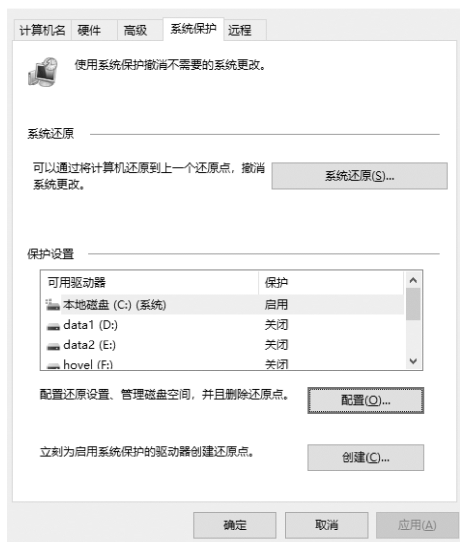 计算机名 硬件 高级 系统保护 远程
使用系统保护撤消不需要的系统更改。
系统还原
可以通过将计算机还原到上一个还原点，撤消
系统更改。
系统还原(S)...
保护设置
可用驱动器 保护
本地磁盘 (C:) (系统) 启用
data1 (D:) 关闭
data2 (E:) 关闭
hovel (F:) 关闭
配置还原设置、管理磁盘空间，并且删除还原点。
配置(O)...
立刻为启用系统保护的驱动器创建还原点。
创建(C)...
确定 取消 应用(A)